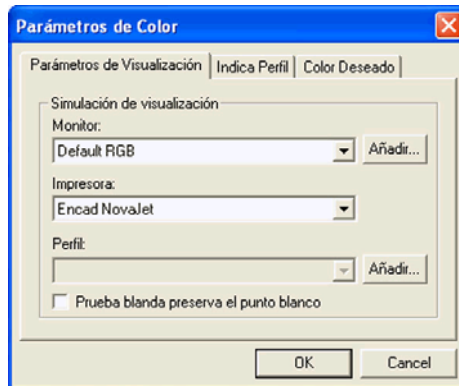 Parámetros de Color
Parámetros de Visualización Indica Perfil Color Deseado
Simulación de visualización
Monitor:
Default RGB Añadir...
Impresora:
Encad NovaJet
Perfil:
Añadir...
Prueba blanda preserva el punto blanco
OK Cancel